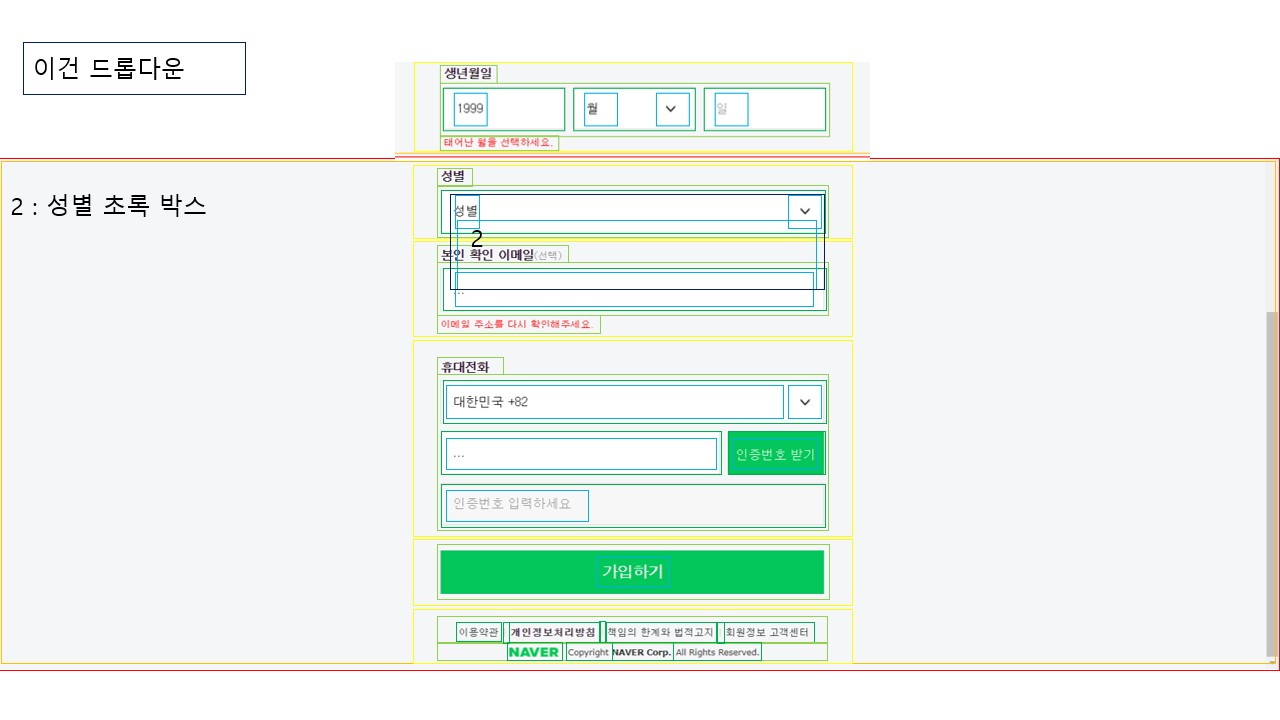 이건 드롭다운
생년월일
1999 월 일
태어난 월을 선택하세요.
2 : 성별 초록 박스
성별
성별
2
본인 확인 이메일(선택)
...
이메일 주소를 다시 확인해주세요.
휴대전화
대한민국 +82
... 인증번호 받기
인증번호 입력하세요
가입하기
이용약관 개인정보처리방침 책임의 한계와 법적고지 회원정보 고객센터
NAVER Copyright NAVER Corp. All Rights Reserved.